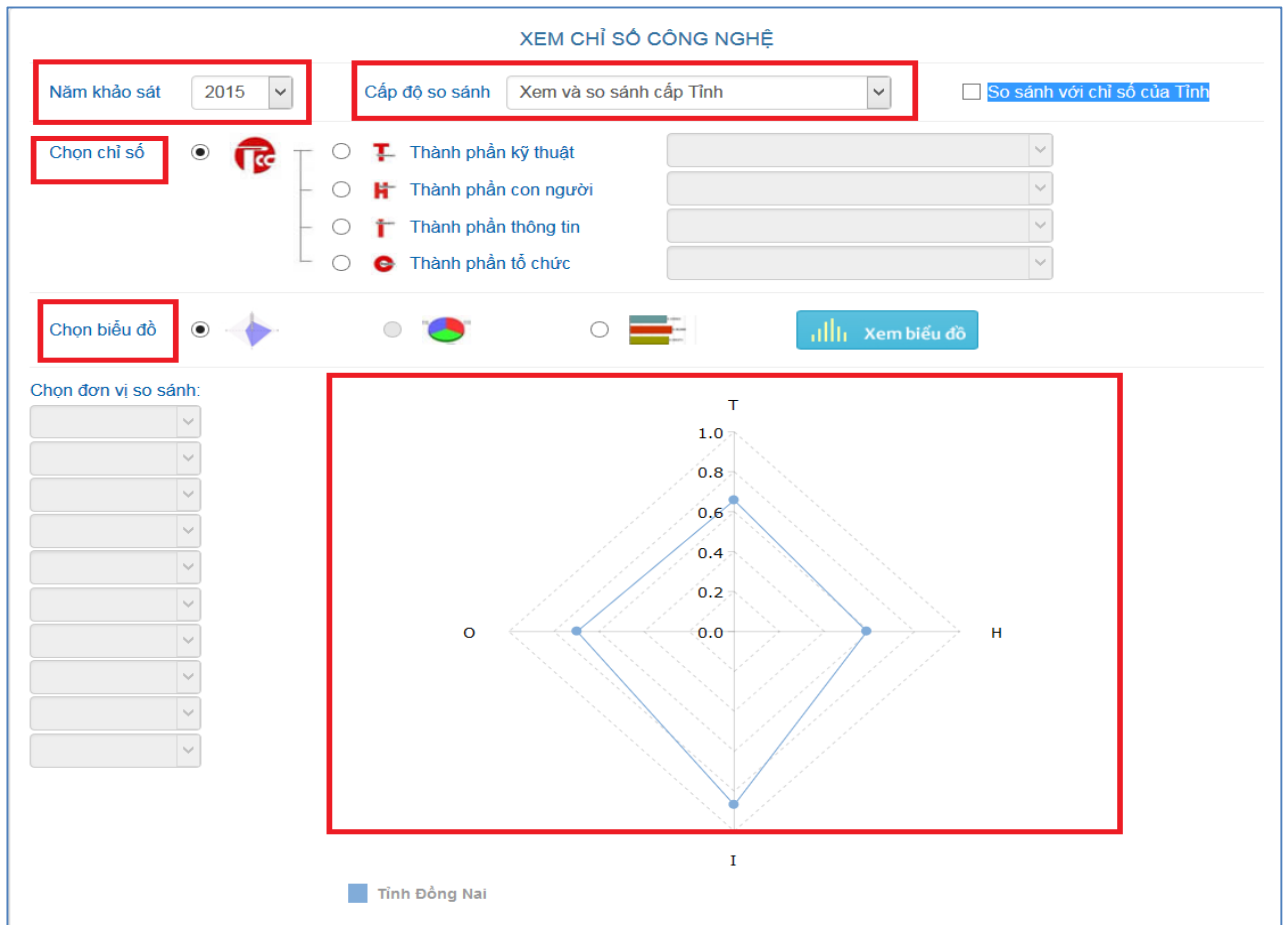 XEM CHỈ SỐ CÔNG NGHỆ
Năm khảo sát 2015 Cấp độ so sánh Xem và so sánh cấp Tỉnh So sánh với chỉ số của Tỉnh
Chọn chỉ số Tcc T Thành phần kỹ thuật
H Thành phần con người
I Thành phần thông tin
O Thành phần tổ chức
Chọn biểu đồ Xem biểu đồ
Chọn đơn vị so sánh:
T
1.0
0.8
0.6
0.4
0.2
O 0.0 H
I
Tỉnh Đồng Nai